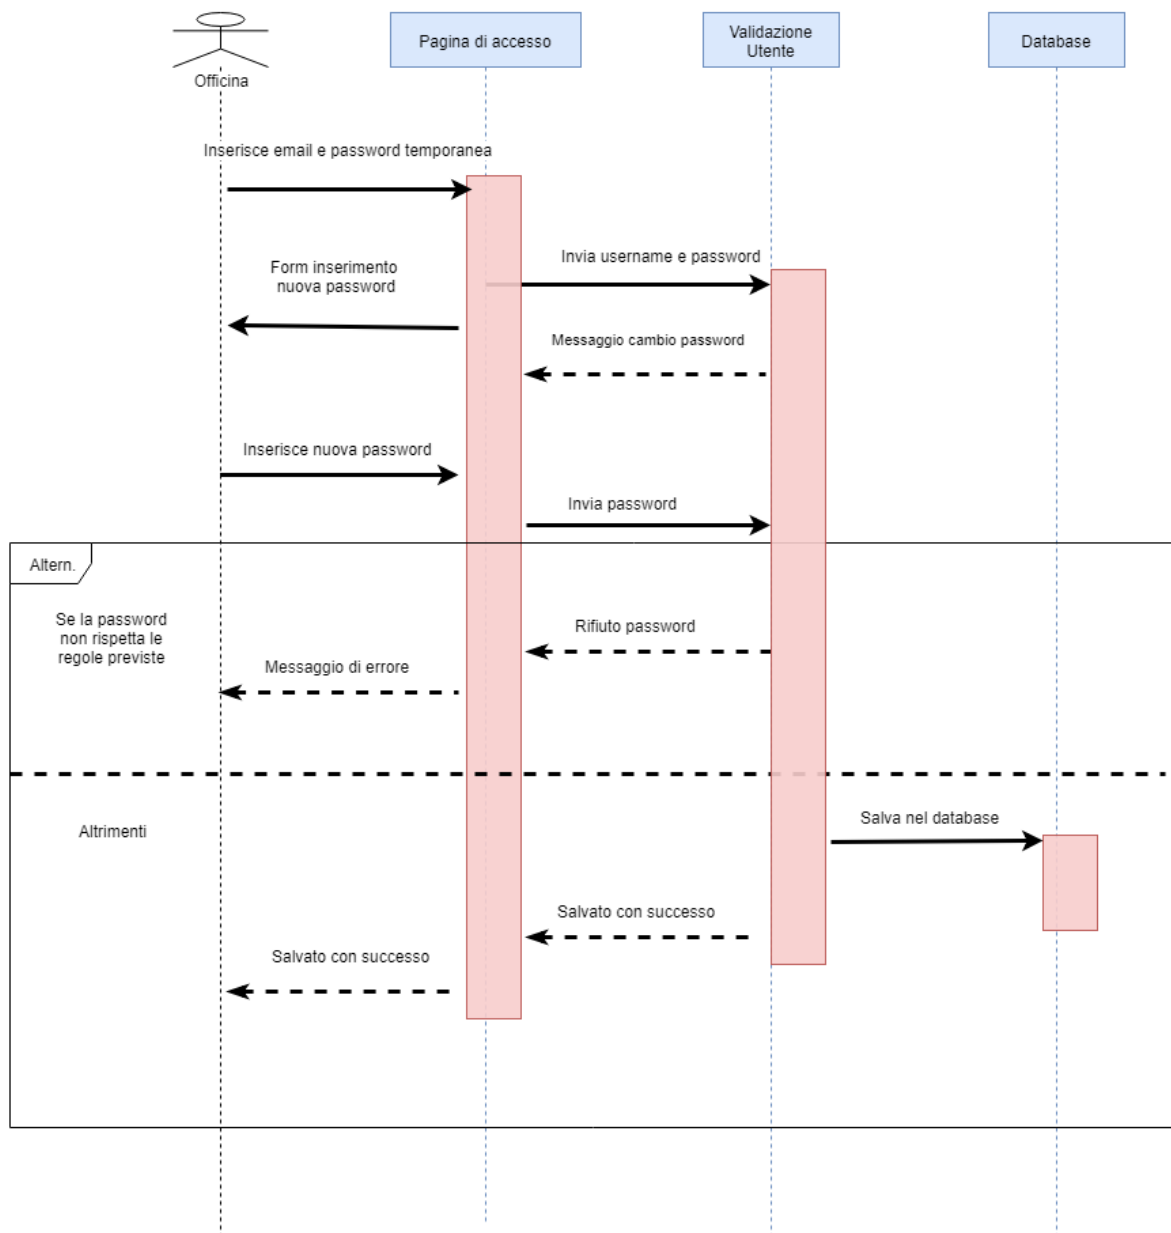 Officina
Pagina di accesso
Validazione
Utente
Database
Inserisce email e password temporanea
Invia username e password
Form inserimento
nuova password
Messaggio cambio password
Inserisce nuova password
Invia password
Altern.
Se la password
non rispetta le
regole previste
Rifiuto password
Messaggio di errore
Altrimenti
Salva nel database
Salvato con successo
Salvato con successo